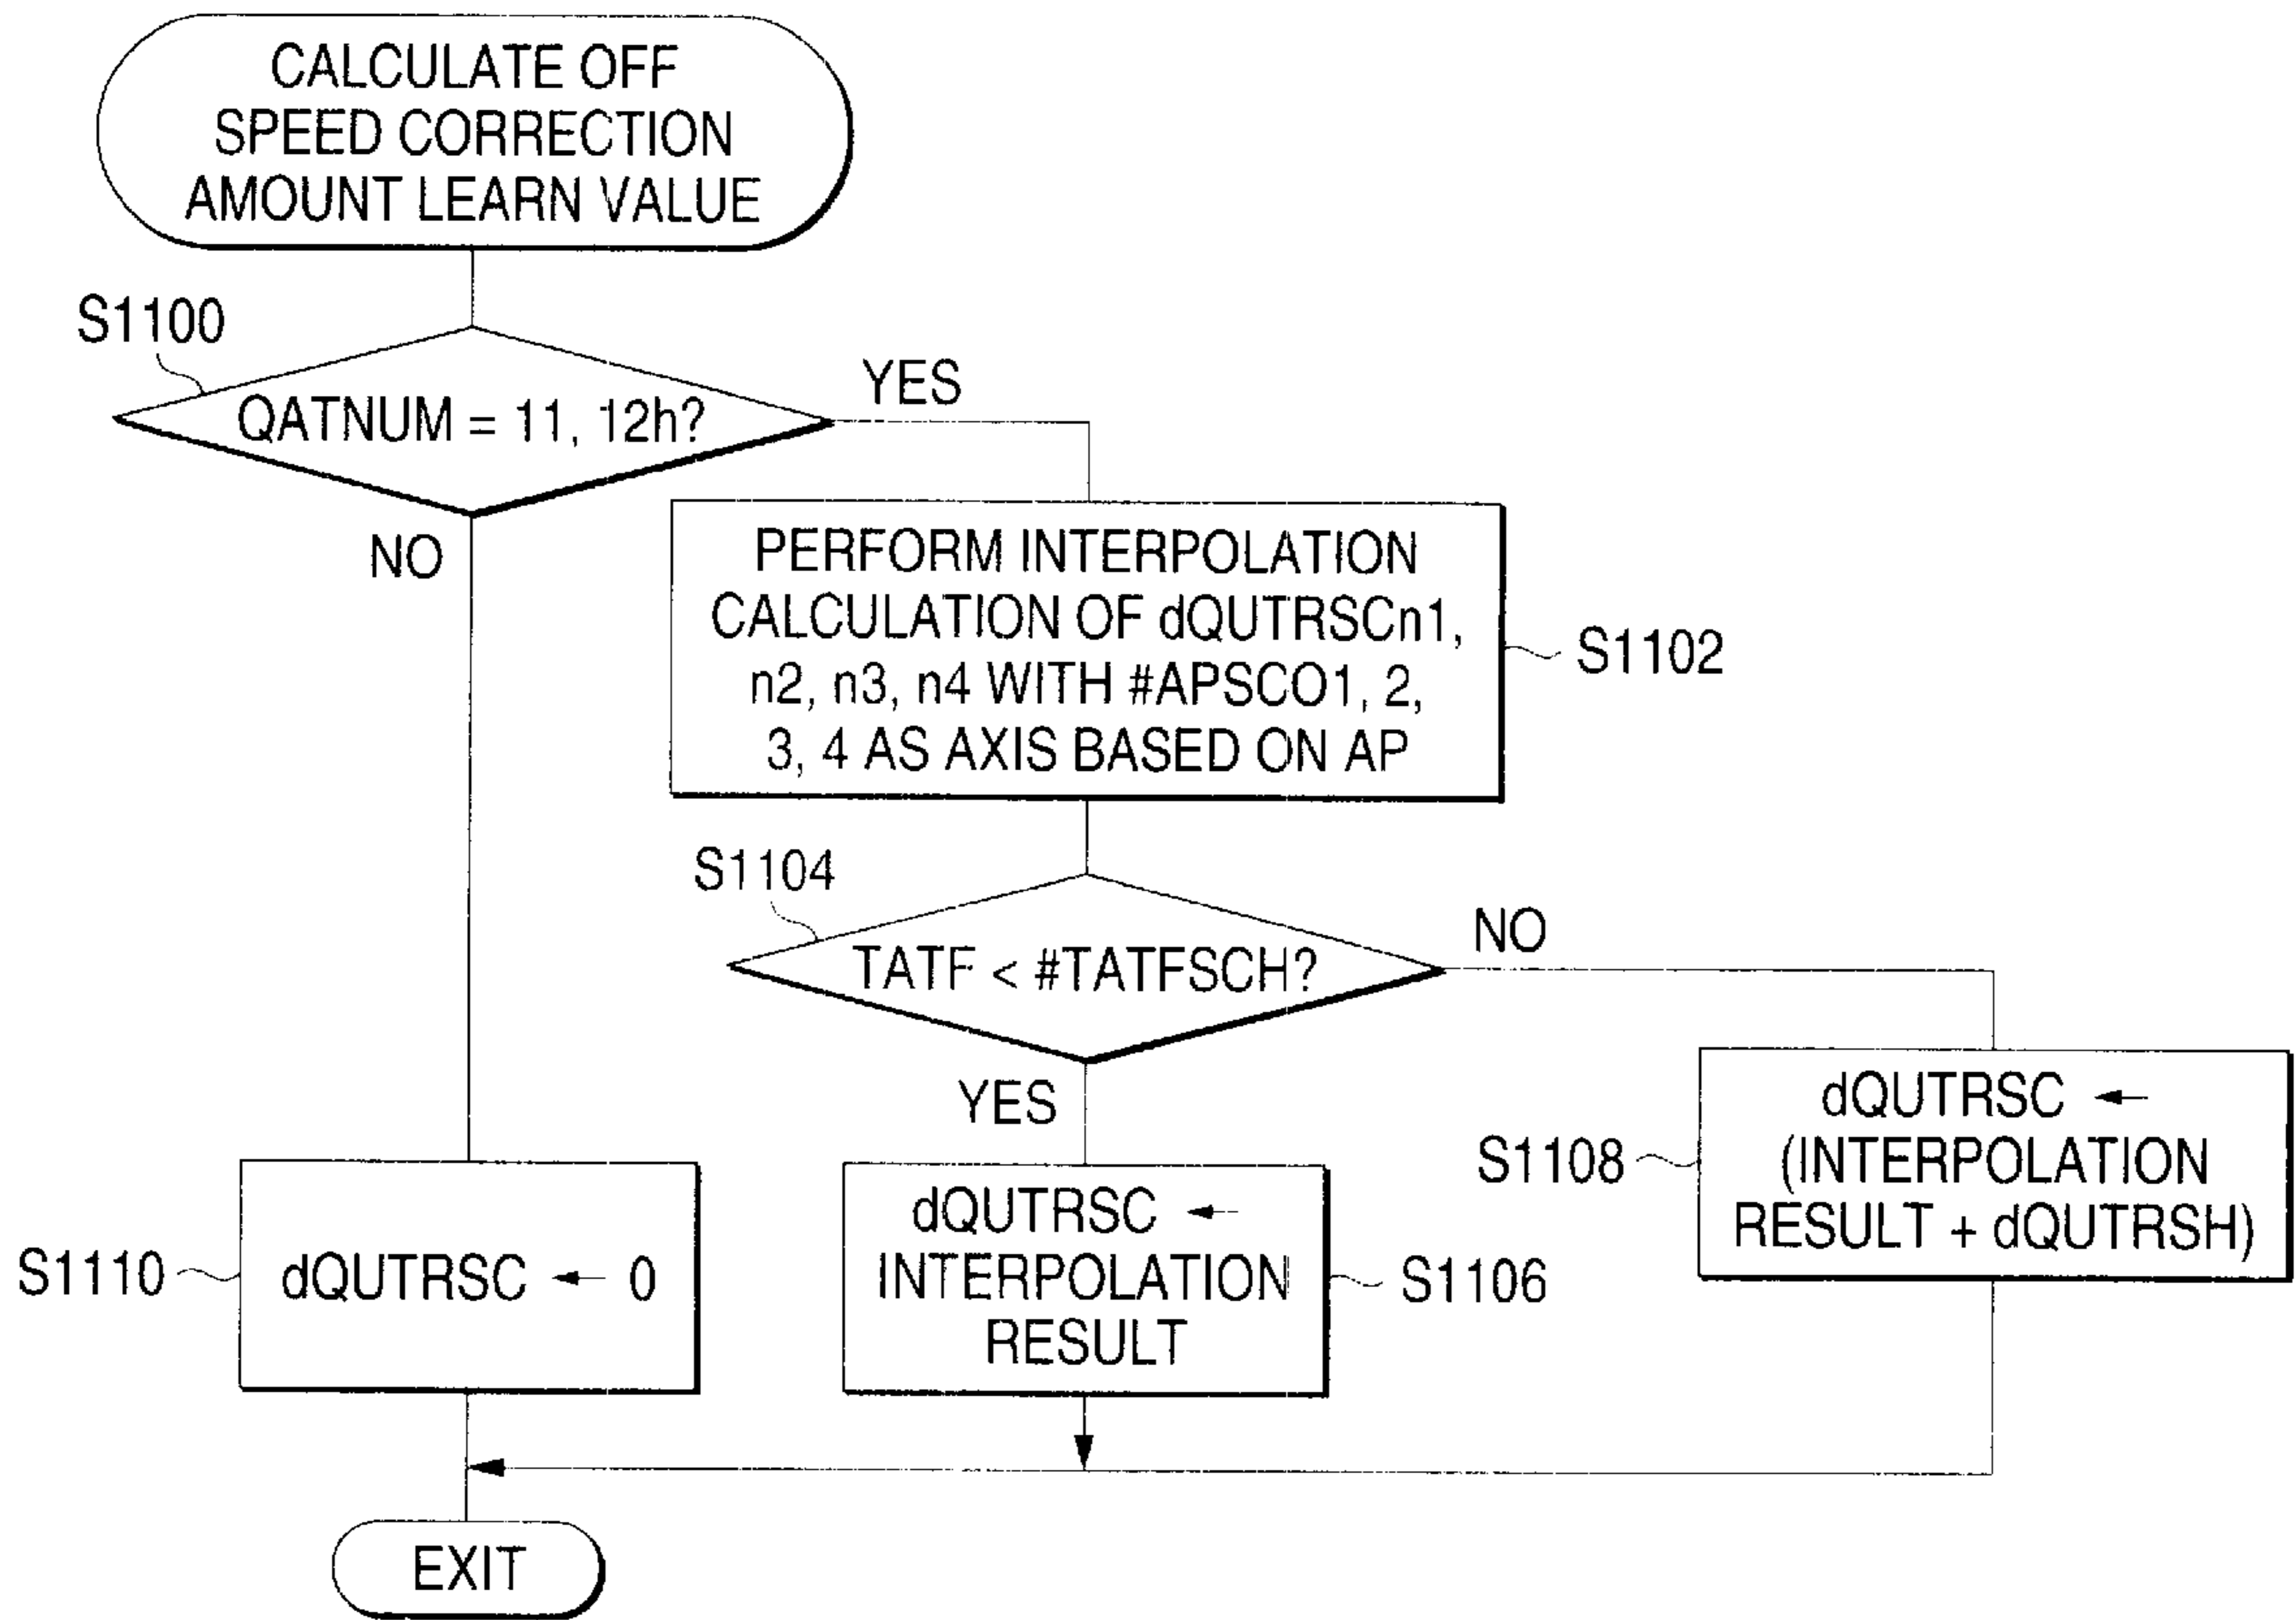 CALCULATE OFF
SPEED CORRECTION
AMOUNT LEARN VALUE
S1100
QATNUM = 11, 12h?
YES
NO
PERFORM INTERPOLATION
CALCULATION OF dQUTRSCn1,
n2, n3, n4 WITH #APSCO1, 2,
3, 4 AS AXIS BASED ON AP
S1102
S1104
TATF < #TATFSCH?
NO
YES
dQUTRSC ←
(INTERPOLATION
RESULT + dQUTRSH)
S1108
dQUTRSC ←
INTERPOLATION
RESULT
S1106
S1110
dQUTRSC ← 0
EXIT